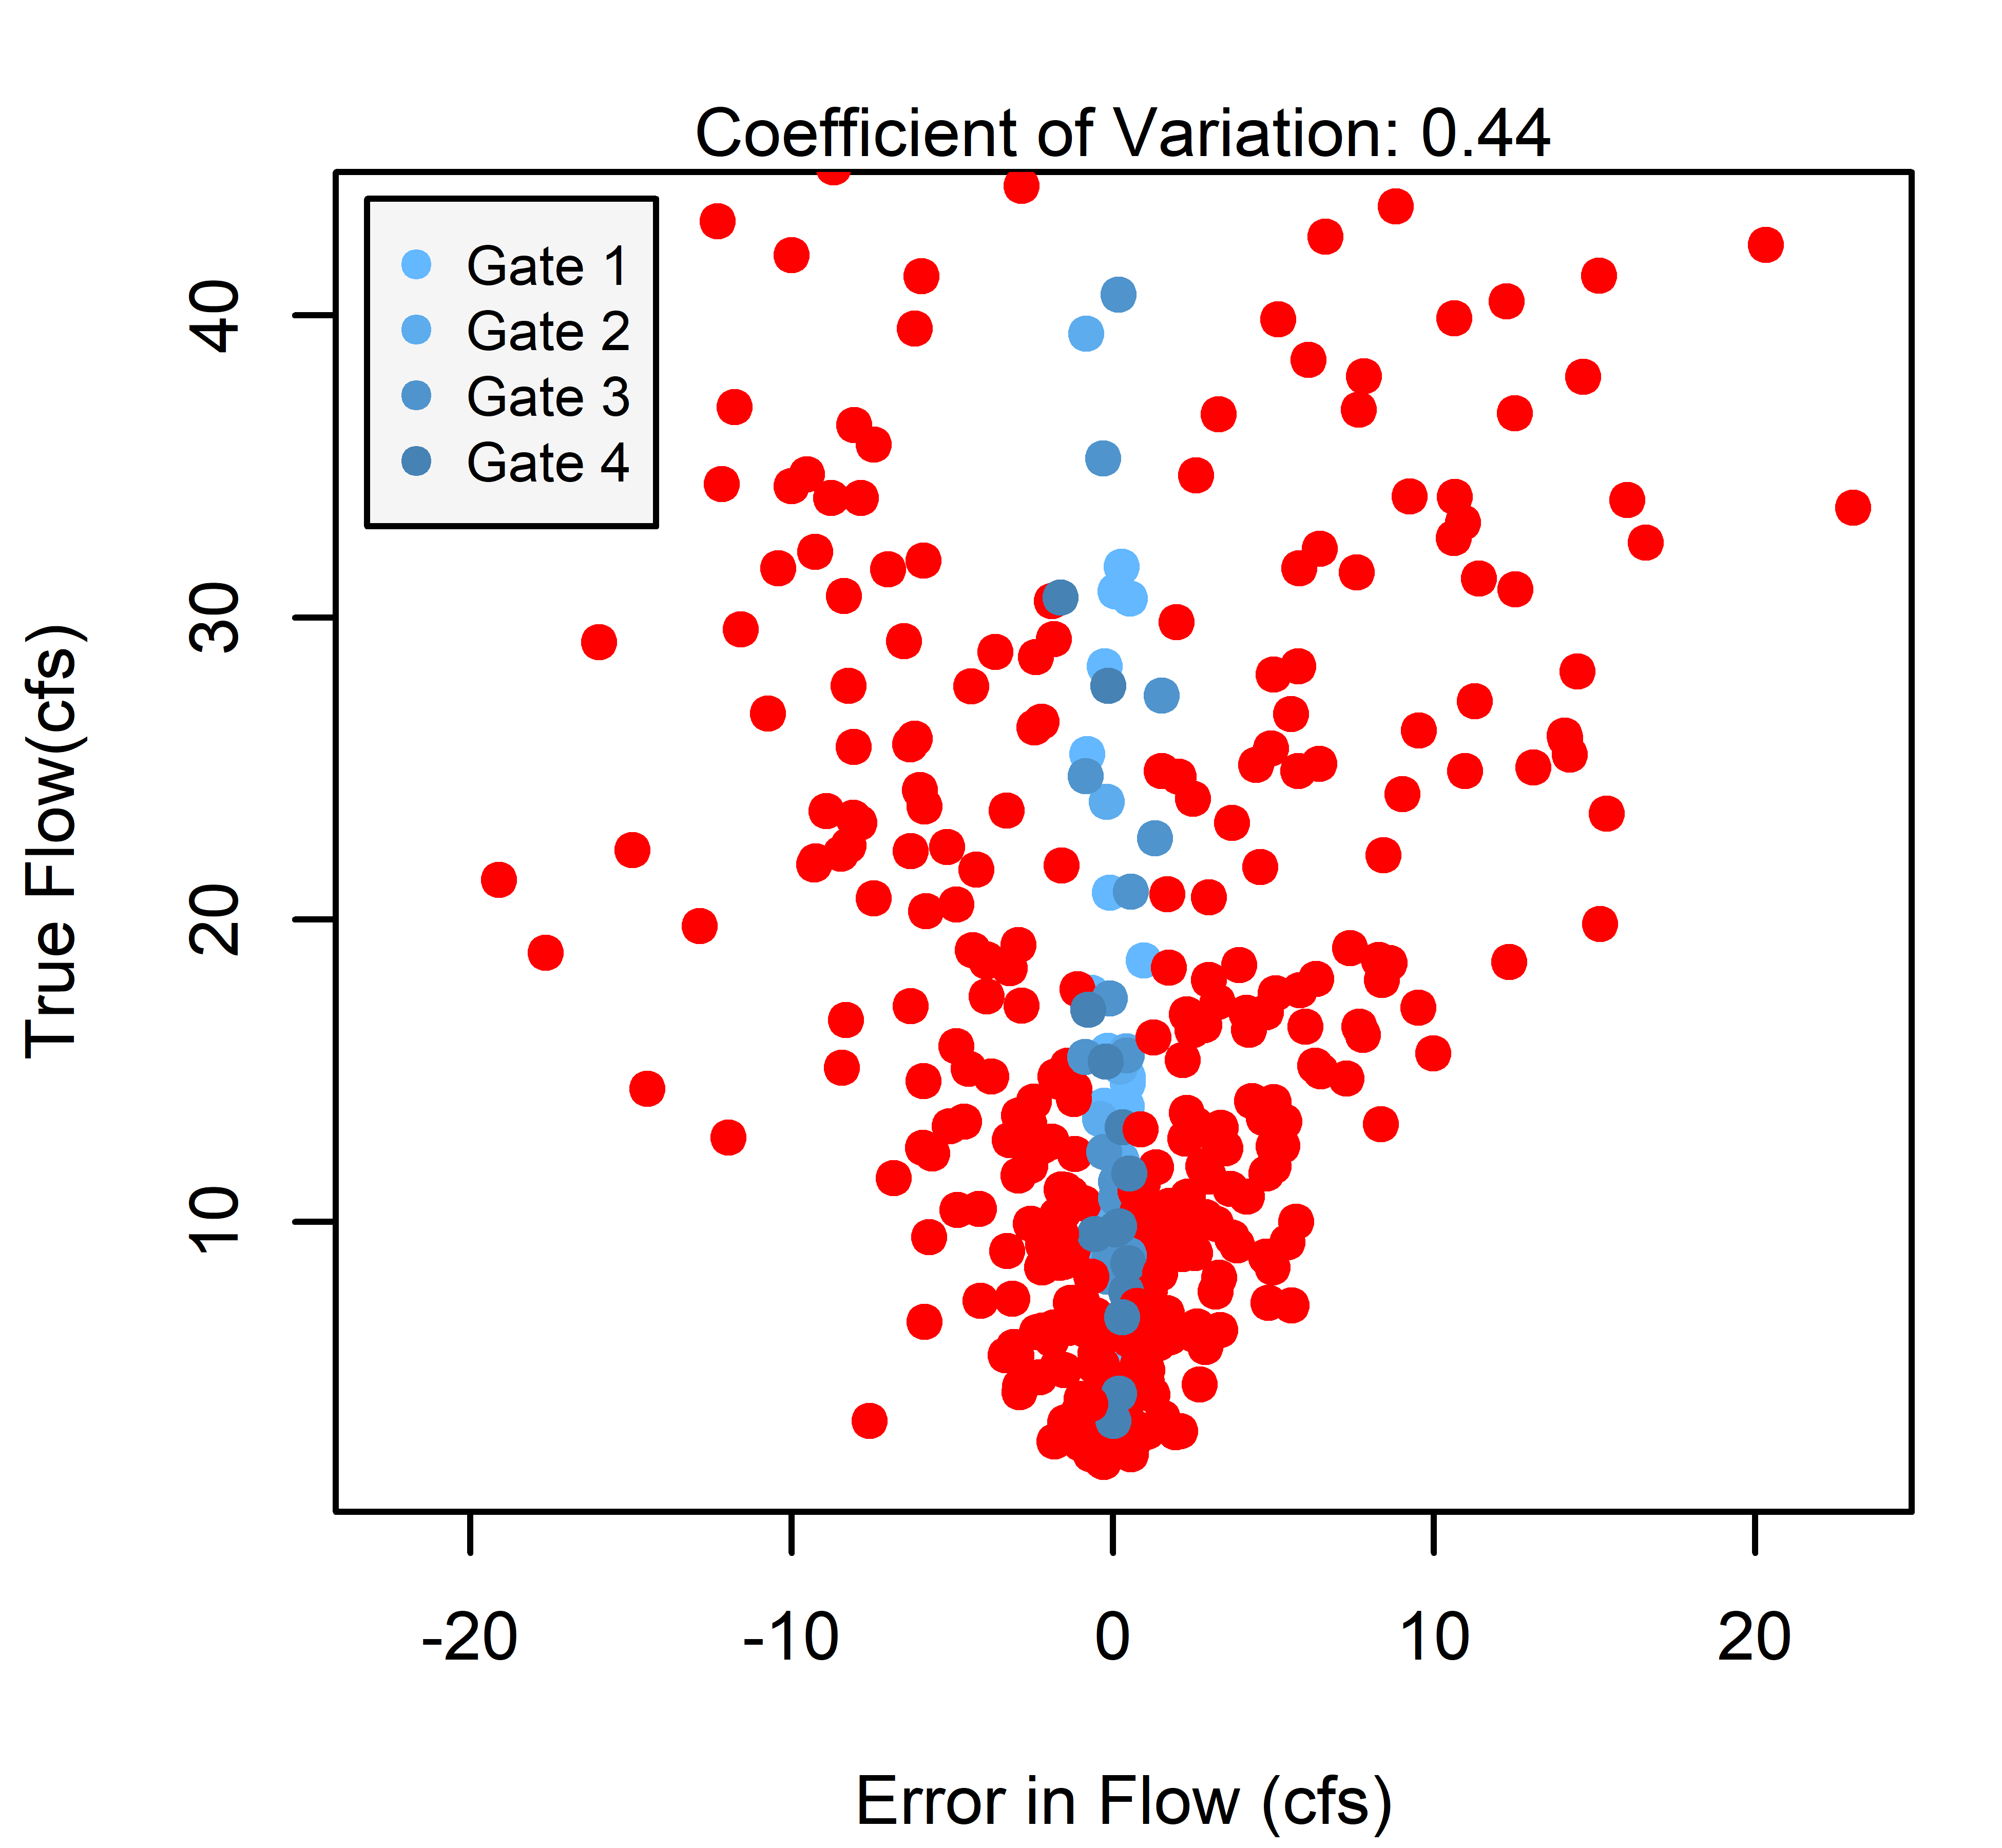 Coefficient of Variation: 0.44
Gate 1
Gate 2
Gate 3
Gate 4
True Flow(cfs)
40
30
20
10
-20 -10 0 10 20
Error in Flow (cfs)